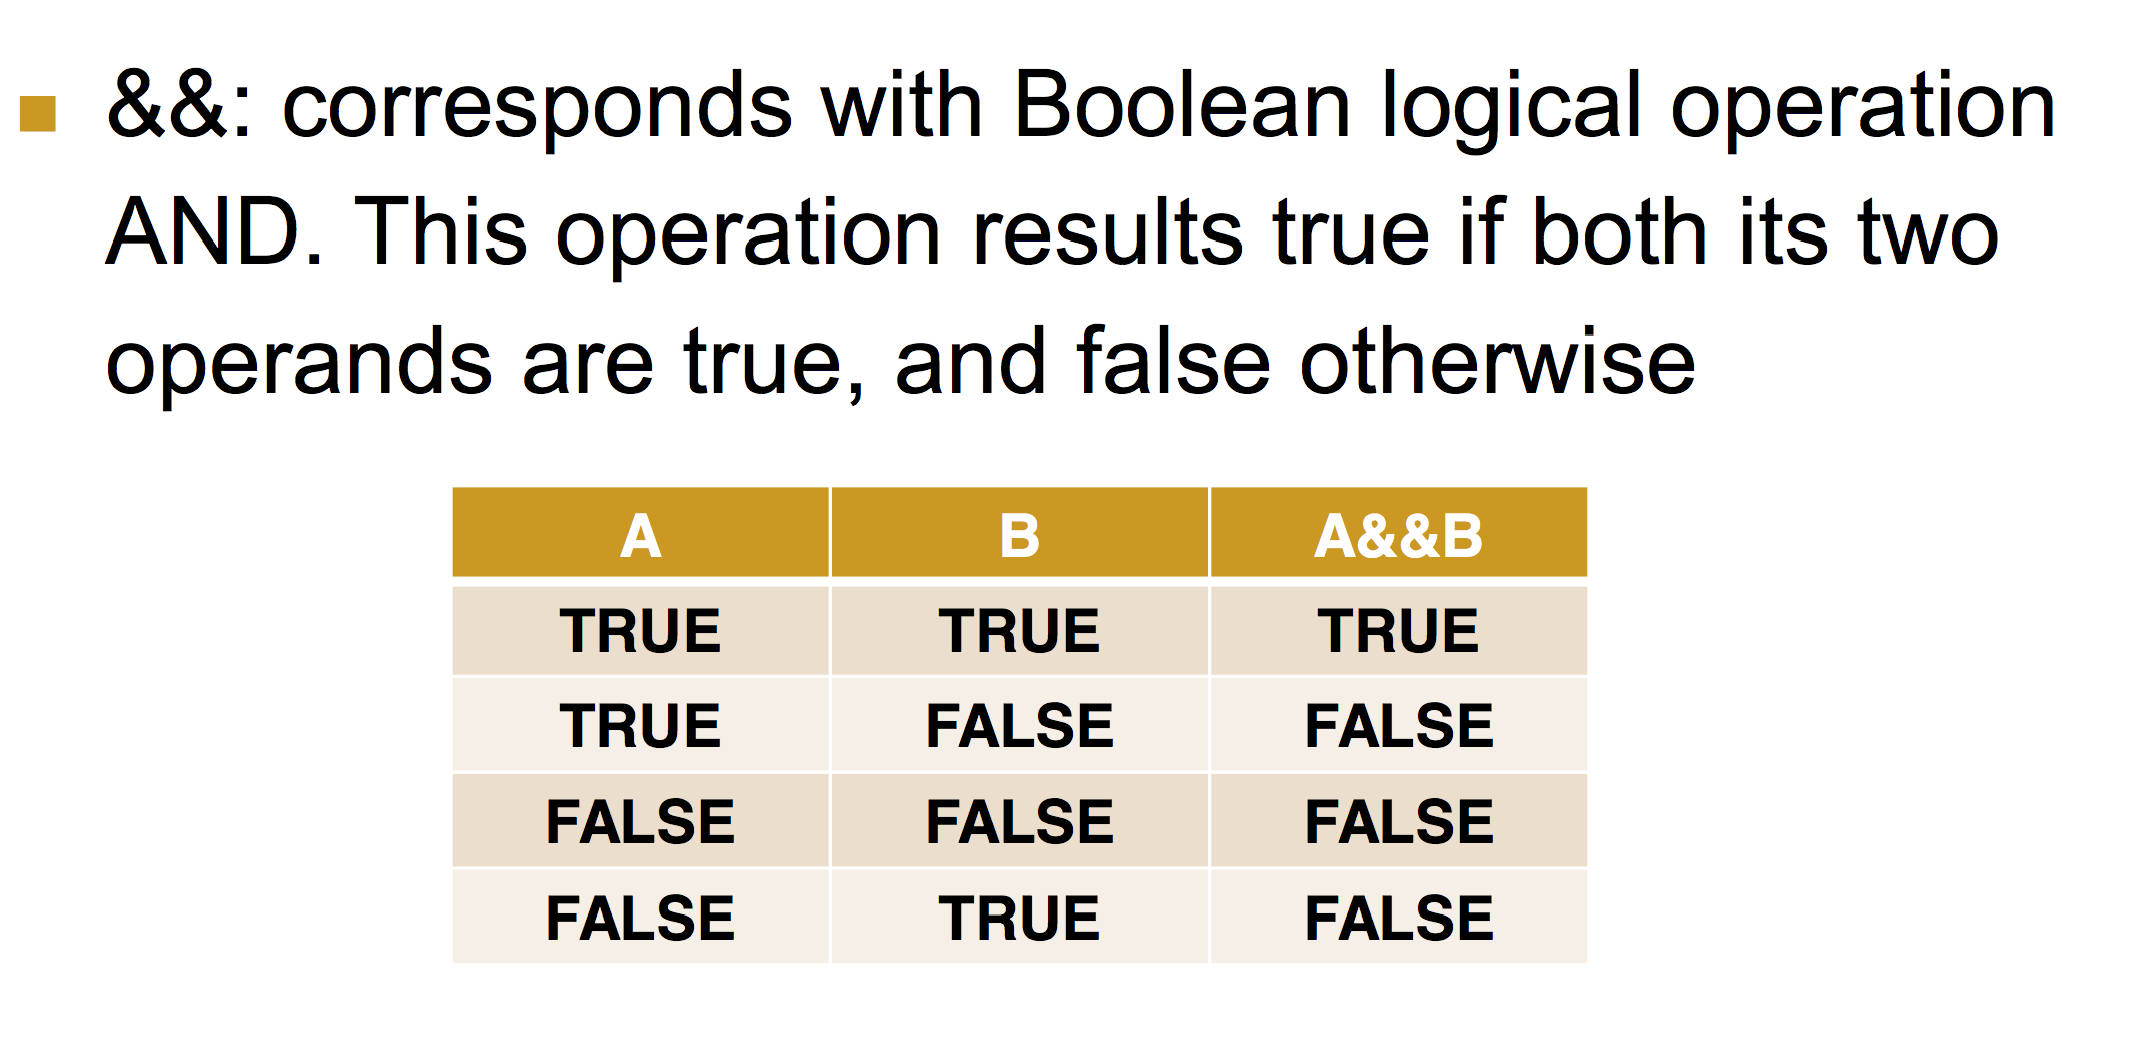 &&: corresponds with Boolean logical operation
AND. This operation results true if both its two
operands are true, and false otherwise
A B A&&B
TRUE TRUE TRUE
TRUE FALSE FALSE
FALSE FALSE FALSE
FALSE TRUE FALSE